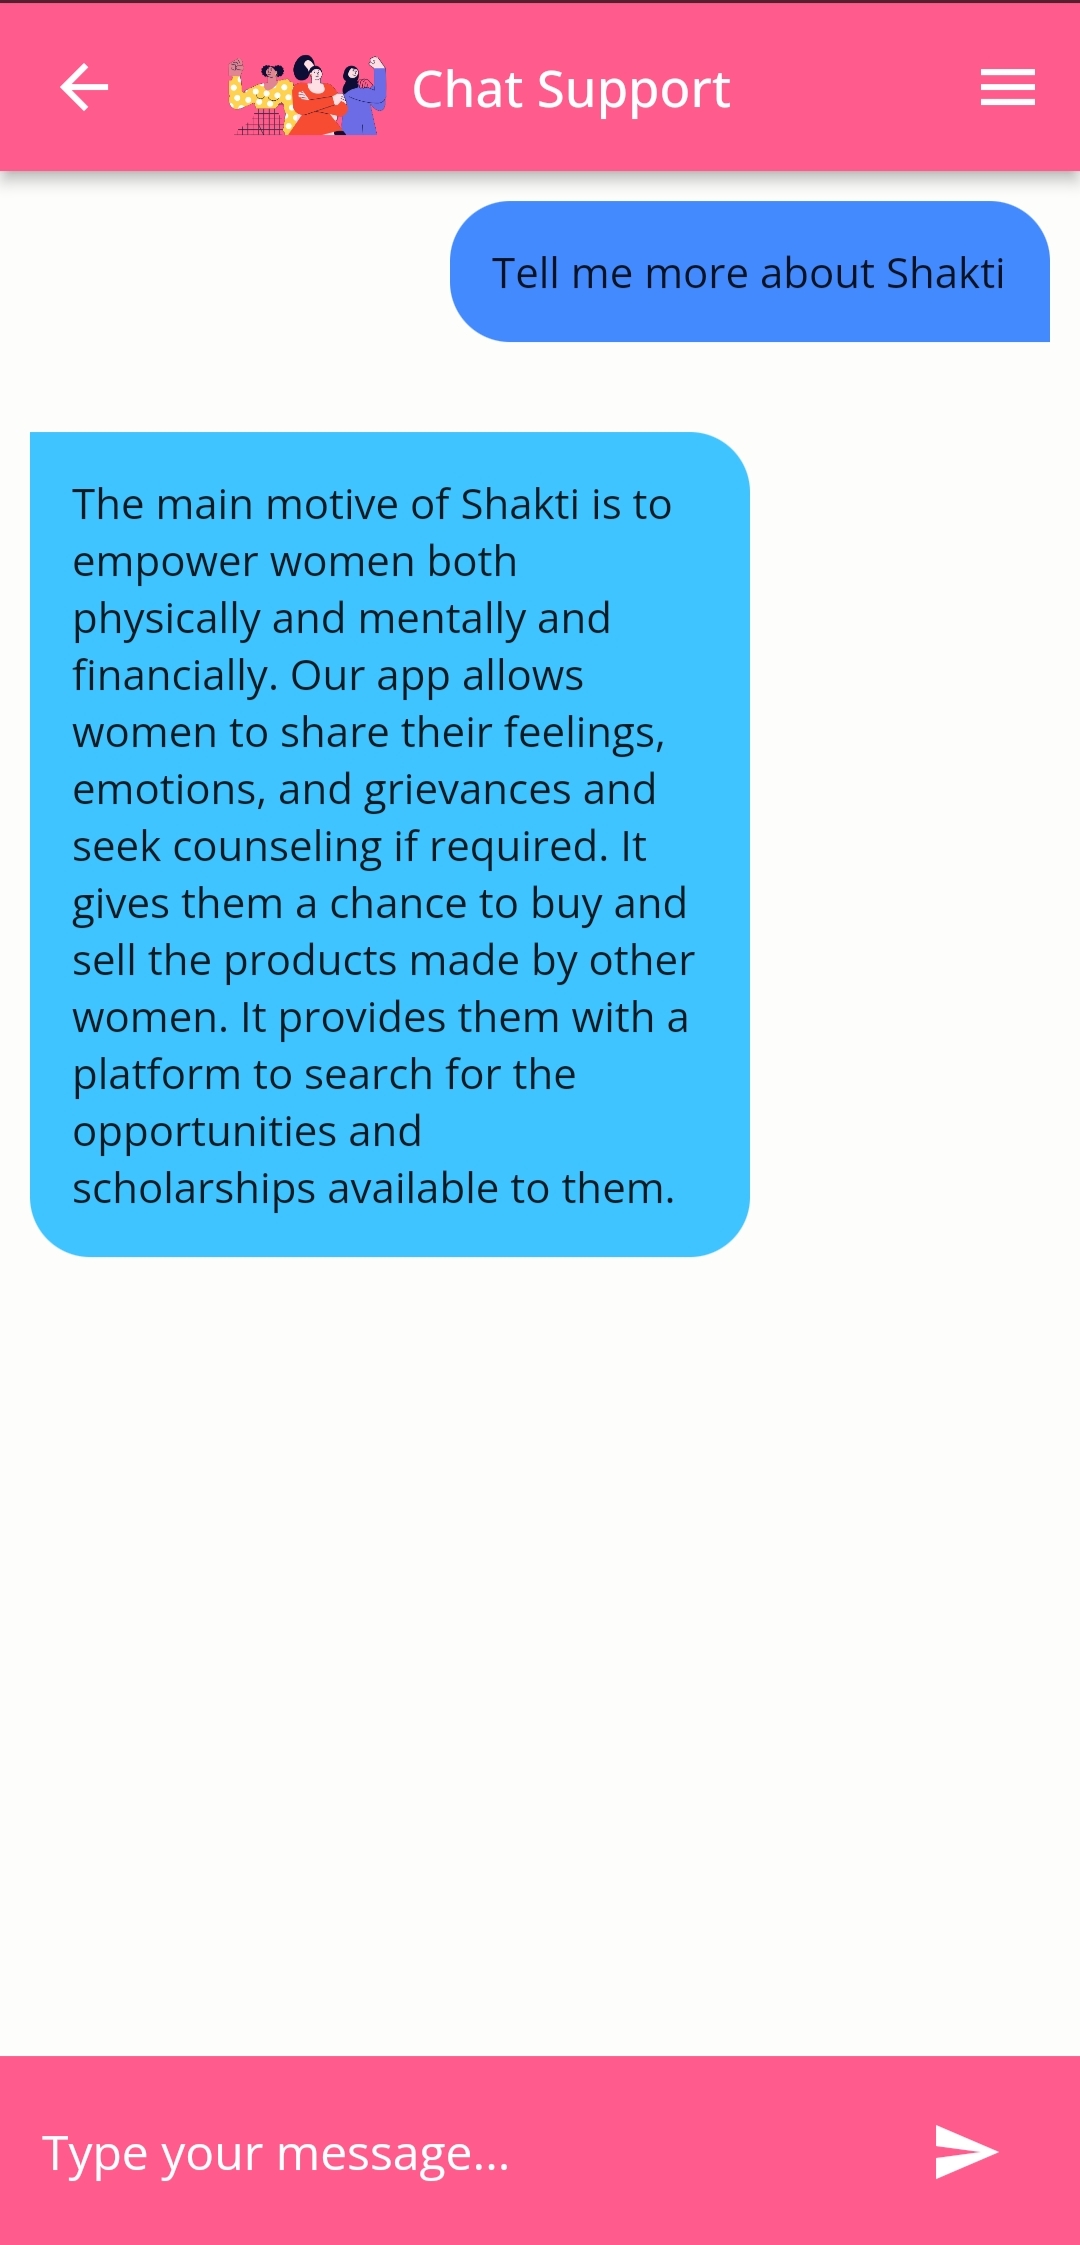 Chat Support
Tell me more about Shakti
The main motive of Shakti is to
empower women both
physically and mentally and
financially. Our app allows
women to share their feelings,
emotions, and grievances and
seek counseling if required. It
gives them a chance to buy and
sell the products made by other
women. It provides them with a
platform to search for the
opportunities and
scholarships available to them.
Type your message...